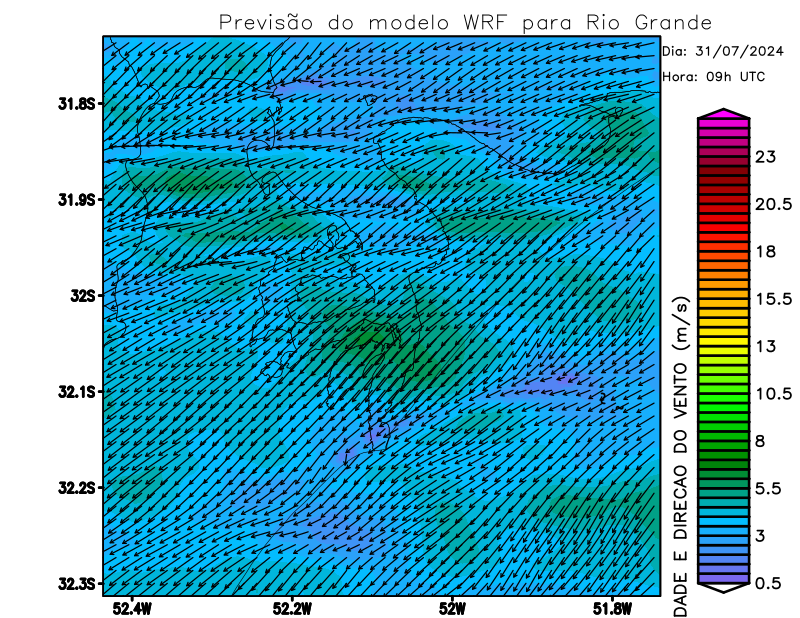 Previsão do modelo WRF para Rio Grande
Dia: 31/07/2024
Hora: 09h UTC
31.8S
31.9S
32S
32.1S
32.2S
32.3S
52.4W
52.2W
52W
51.8W
DADE E DIRECAO DO VENTO (m/s)
23
20.5
18
15.5
13
10.5
8
5.5
3
0.5